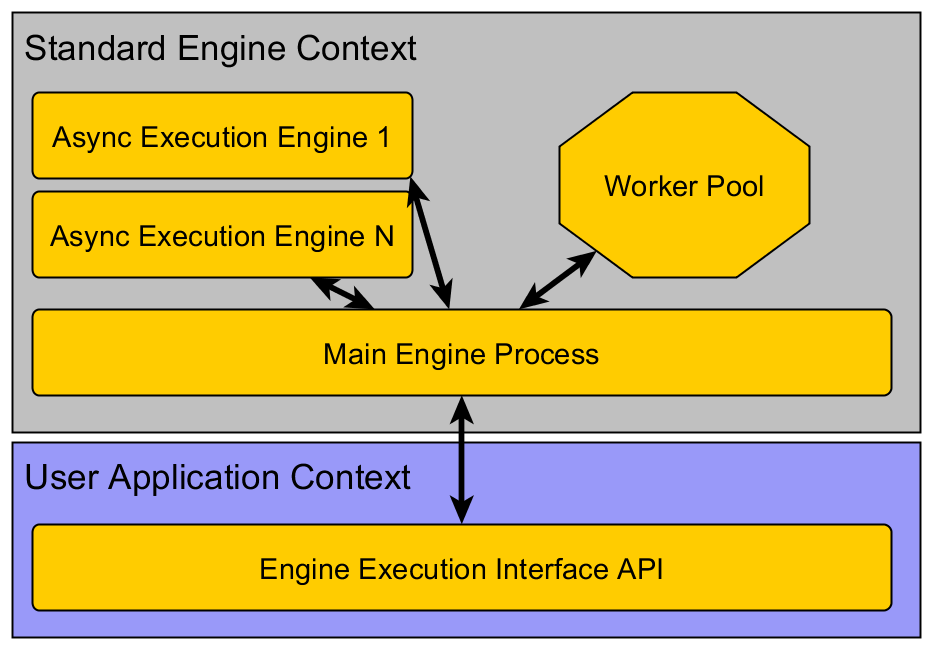 Standard Engine Context
Async Execution Engine 1
Worker Pool
Async Execution Engine N
Main Engine Process
User Application Context
Engine Execution Interface API